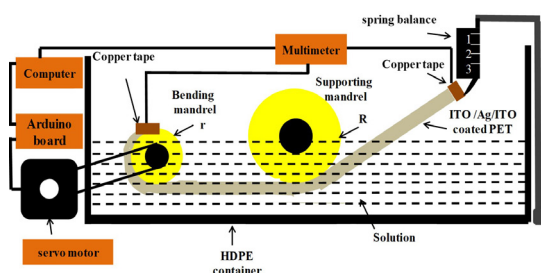 spring balance
1
2
3
Copper tape
Multimeter
Copper tape
Computer
Supporting
mandrel
Bending
mandrel
r
R
ITO /Ag/ITO
coated PET
Arduino
board
Solution
servo motor
HDPE
container